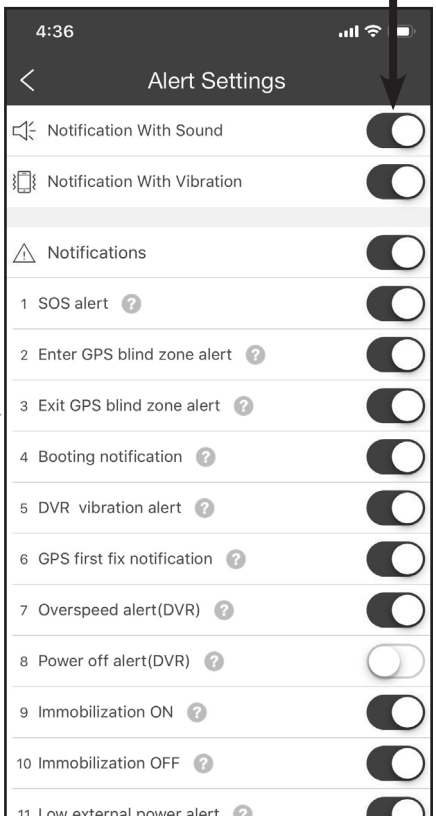 4:36
Alert Settings
Notification With Sound
Notification With Vibration
Notifications
1 SOS alert ?
2 Enter GPS blind zone alert ?
3 Exit GPS blind zone alert ?
4 Booting notification ?
5 DVR vibration alert ?
6 GPS first fix notification ?
7 Overspeed alert(DVR) ?
8 Power off alert(DVR) ?
9 Immobilization ON ?
10 Immobilization OFF ?
11 Low external power alert ?